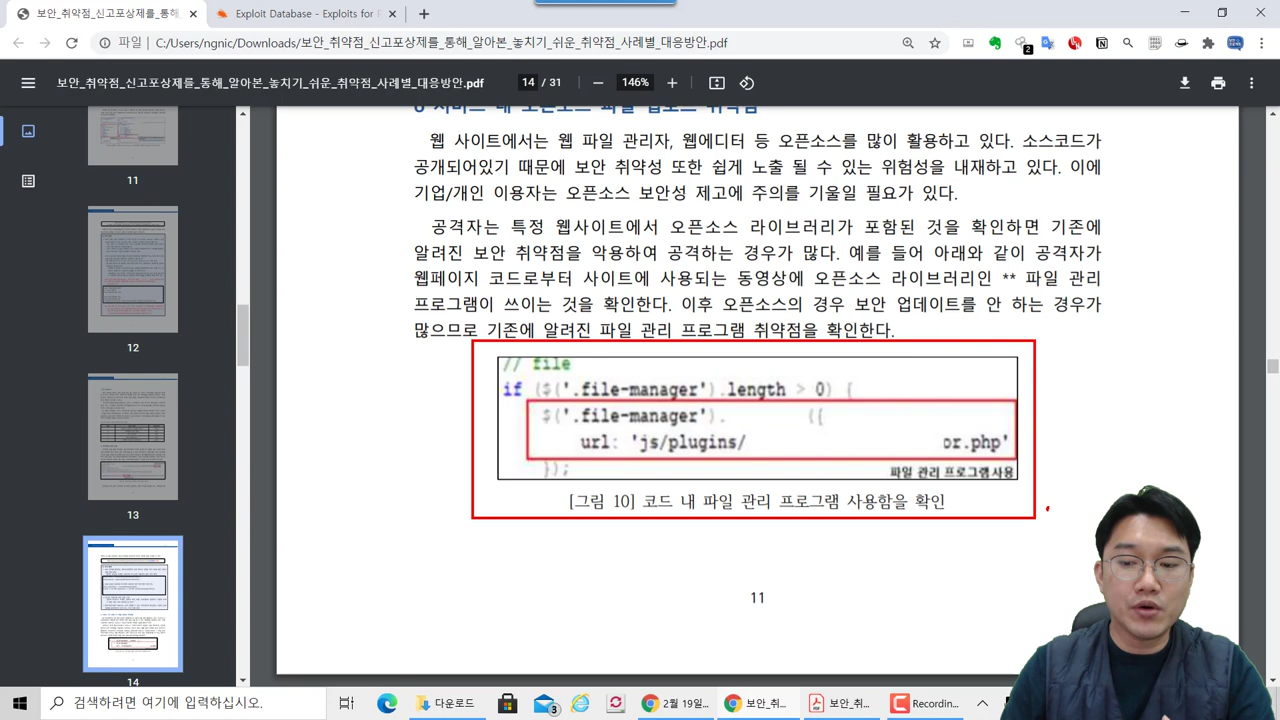 보안_취약점_신고포상제를_통해
Exploit Database - Exploits for P
파일
C:/Users/ngnic/Downloads/보안_취약점_신고포상제를_통해_알아본_놓치기_쉬운_취약점_사례별_대응방안.pdf
2
보안_취약점_신고포상제를_통해_알아본_놓치기_쉬운_취약점_사례별_대응방안.pdf
14 / 31
146%
11
12
13
14
웹 사이트에서는 웹 파일 관리자, 웹에디터 등 오픈소스를 많이 활용하고 있다. 소스코드가
공개되어있기 때문에 보안 취약성 또한 쉽게 노출 될 수 있는 위험성을 내재하고 있다. 이에
기업/개인 이용자는 오픈소스 보안성 제고에 주의를 기울일 필요가 있다.
공격자는 특정 웹사이트에서 오픈소스 라이브러리가 포함된 것을 확인하면 기존에
알려진 보안 취약점을 악용하여 공격하는 경우가 많다. 예를 들어 아래와 같이 공격자가
웹페이지 코드로부터 사이트에 사용되는 동영상에 오픈소스 라이브러리인 ** 파일 관리
프로그램이 쓰이는 것을 확인한다. 이후 오픈소스의 경우 보안 업데이트를 안 하는 경우가
많으므로 기존에 알려진 파일 관리 프로그램 취약점을 확인한다.
// file
if ($('.file-manager').length > 0) {
$('.file-manager'). ({
url: 'js/plugins/ or.php'
});
파일 관리 프로그램사용
[그림 10] 코드 내 파일 관리 프로그램 사용함을 확인
11
검색하려면 여기에 입력하십시오.
다운로드
3
2월 19일...
보안_취...
보안_취...
Recordin...